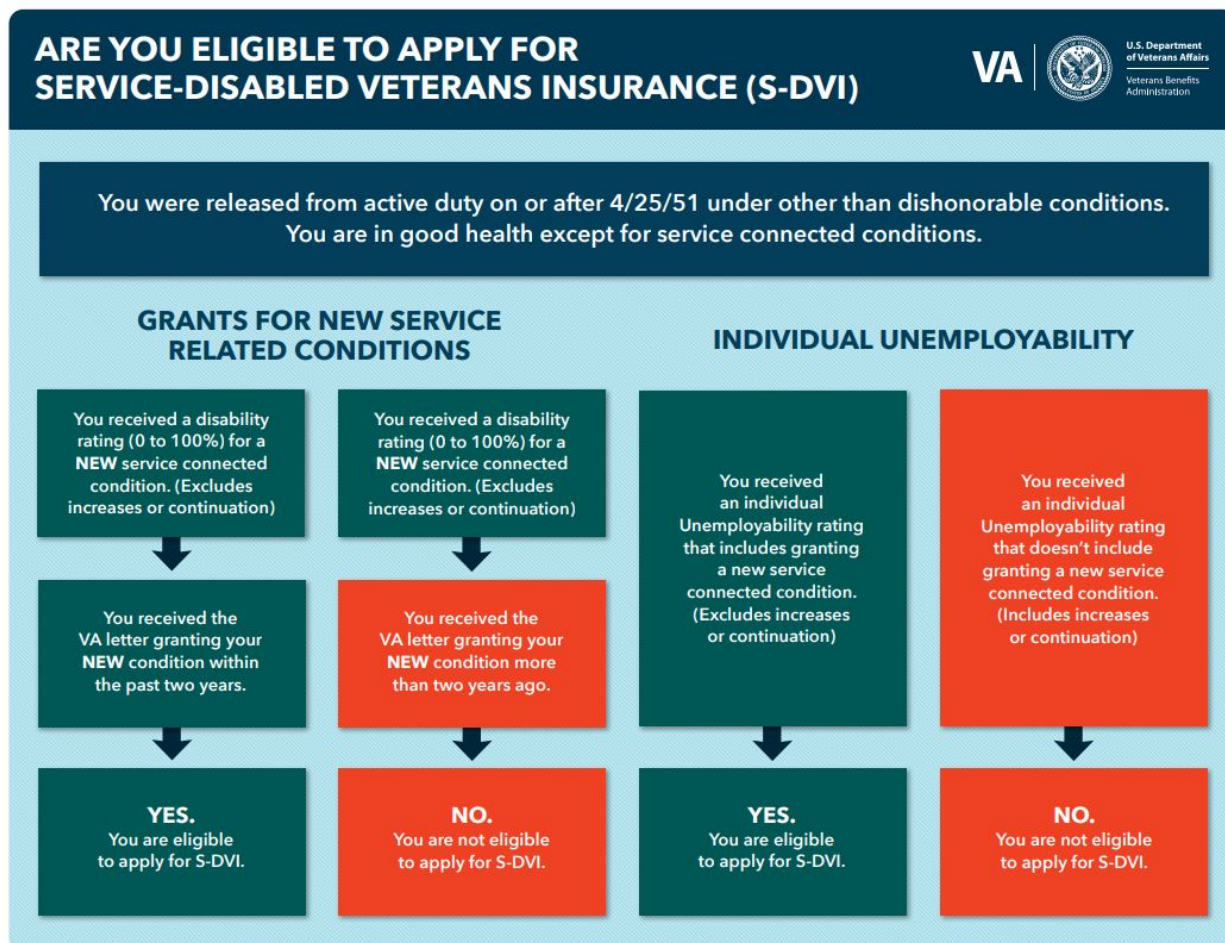 ARE YOU ELIGIBLE TO APPLY FOR
SERVICE-DISABLED VETERANS INSURANCE (S-DVI)
VA
U.S. Department
of Veterans Affairs
Veterans Benefits
Administration
You were released from active duty on or after 4/25/51 under other than dishonorable conditions.
You are in good health except for service connected conditions.
GRANTS FOR NEW SERVICE
RELATED CONDITIONS
You received a disability
rating (0 to 100%) for a
NEW service connected
condition. (Excludes
increases or continuation)
You received the
VA letter granting your
NEW condition within
the past two years.
YES.
You are eligible
to apply for S-DVI.
You received a disability
rating (0 to 100%) for a
NEW service connected
condition. (Excludes
increases or continuation)
You received the
VA letter granting your
NEW condition more
than two years ago.
NO.
You are not eligible
to apply for S-DVI.
INDIVIDUAL UNEMPLOYABILITY
You received
an individual
Unemployability rating
that includes granting
a new service
connected condition.
(Excludes increases
or continuation)
YES.
You are eligible
to apply for S-DVI.
You received
an individual
Unemployability rating
that doesn't include
granting a new service
connected condition.
(Includes increases
or continuation)
NO.
You are not eligible
to apply for S-DVI.